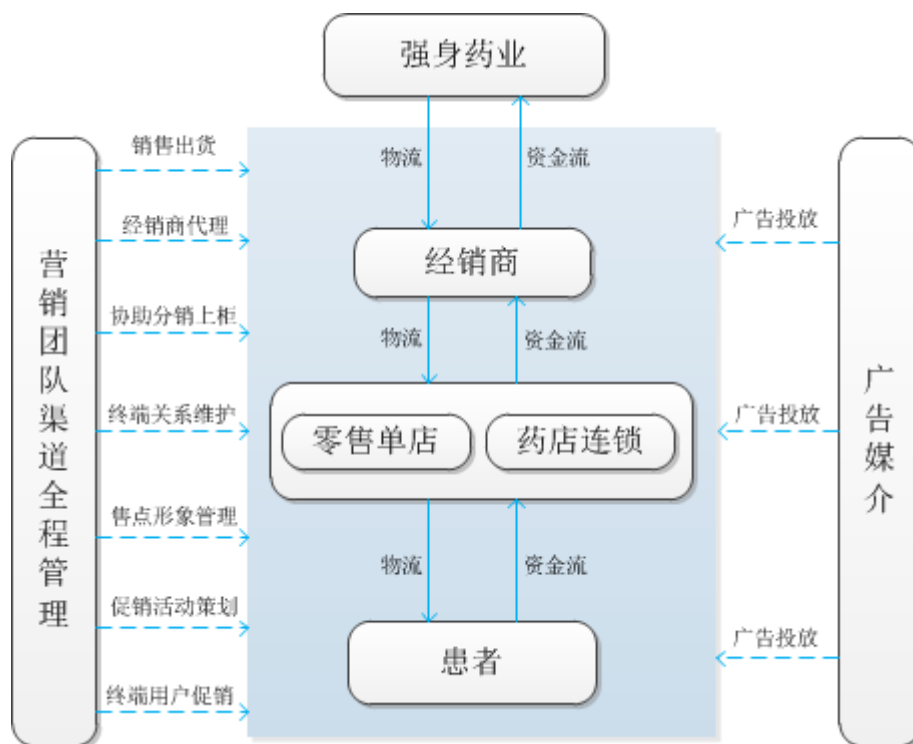 强身药业
销售出货
物流
资金流
经销商代理
广告投放
经销商
协助分销上柜
物流
资金流
营销团队渠道全程管理
广告媒介
终端关系维护
零售单店
药店连锁
广告投放
售点形象管理
物流
资金流
促销活动策划
广告投放
患者
终端用户促销